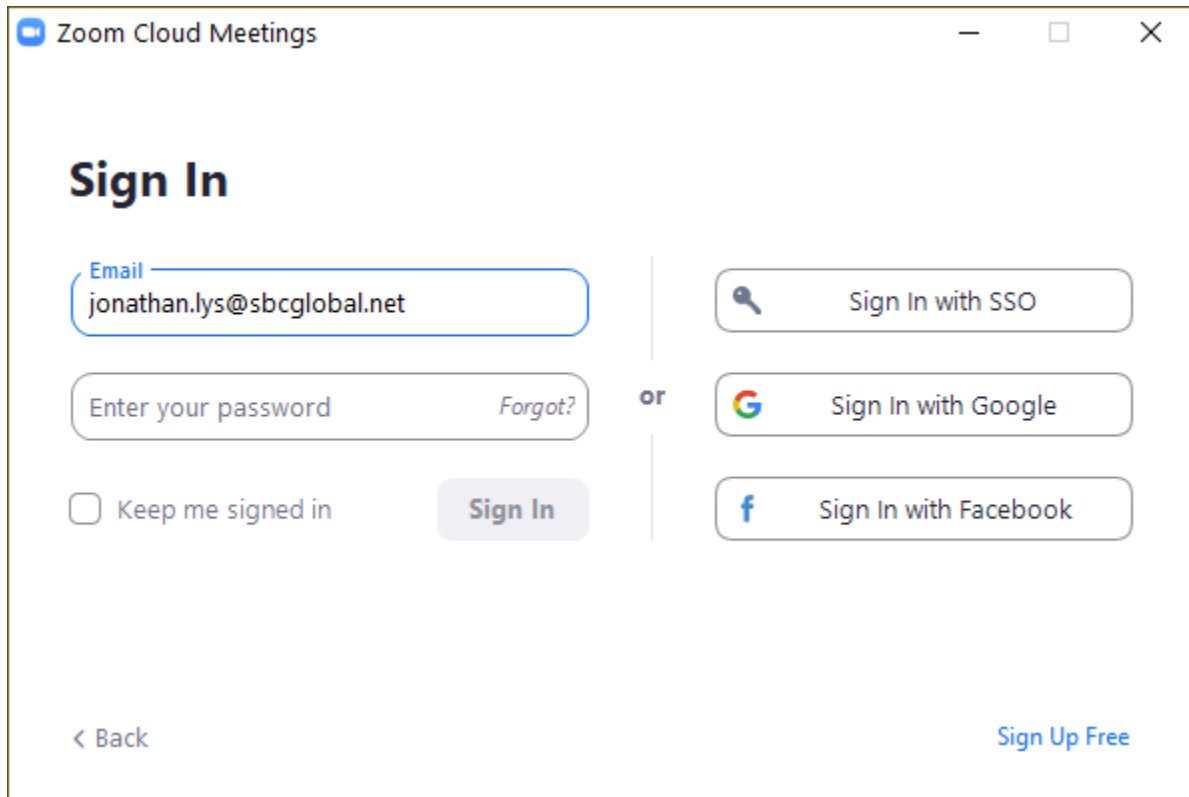 Zoom Cloud Meetings
Sign In
Email
jonathan.lys@sbcglobal.net
Enter your password Forgot?
Keep me signed in Sign In
or
Sign In with SSO
Sign In with Google
Sign In with Facebook
Back
Sign Up Free